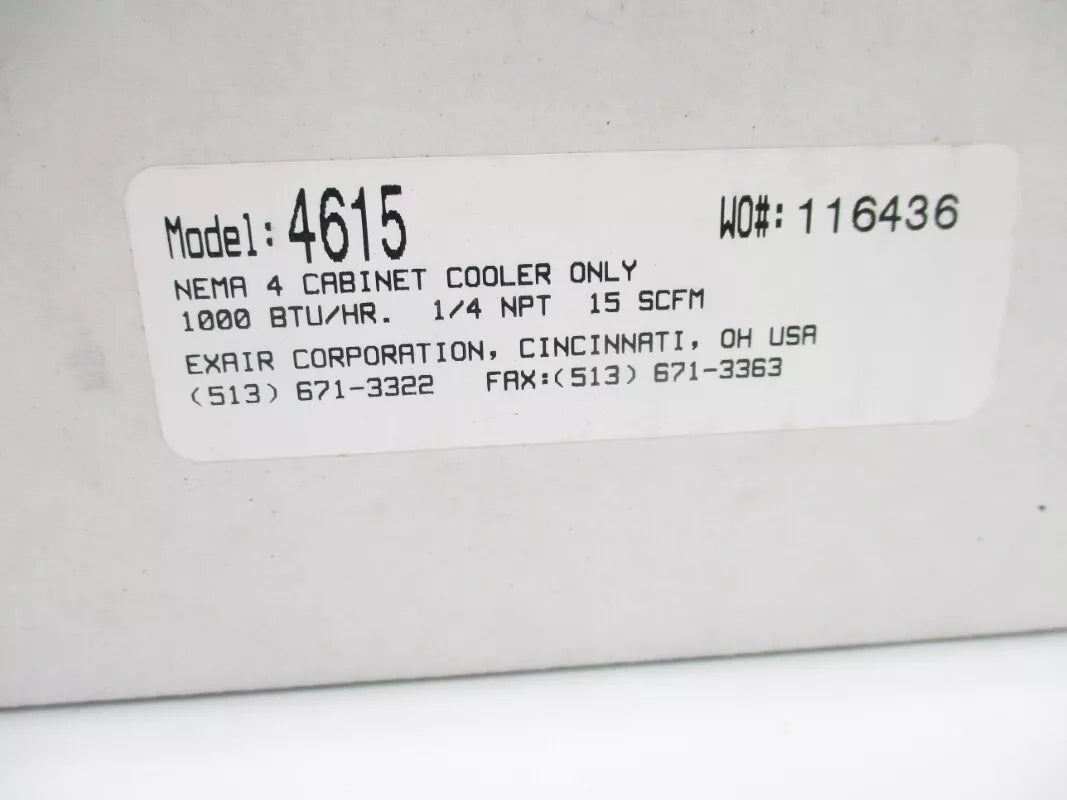 Model: 4615 WO#: 116436
NEMA 4 CABINET COOLER ONLY
1000 BTU/HR. 1/4 NPT 15 SCFM
EXAIR CORPORATION, CINCINNATI, OH USA
(513) 671-3322 FAX:(513) 671-3363